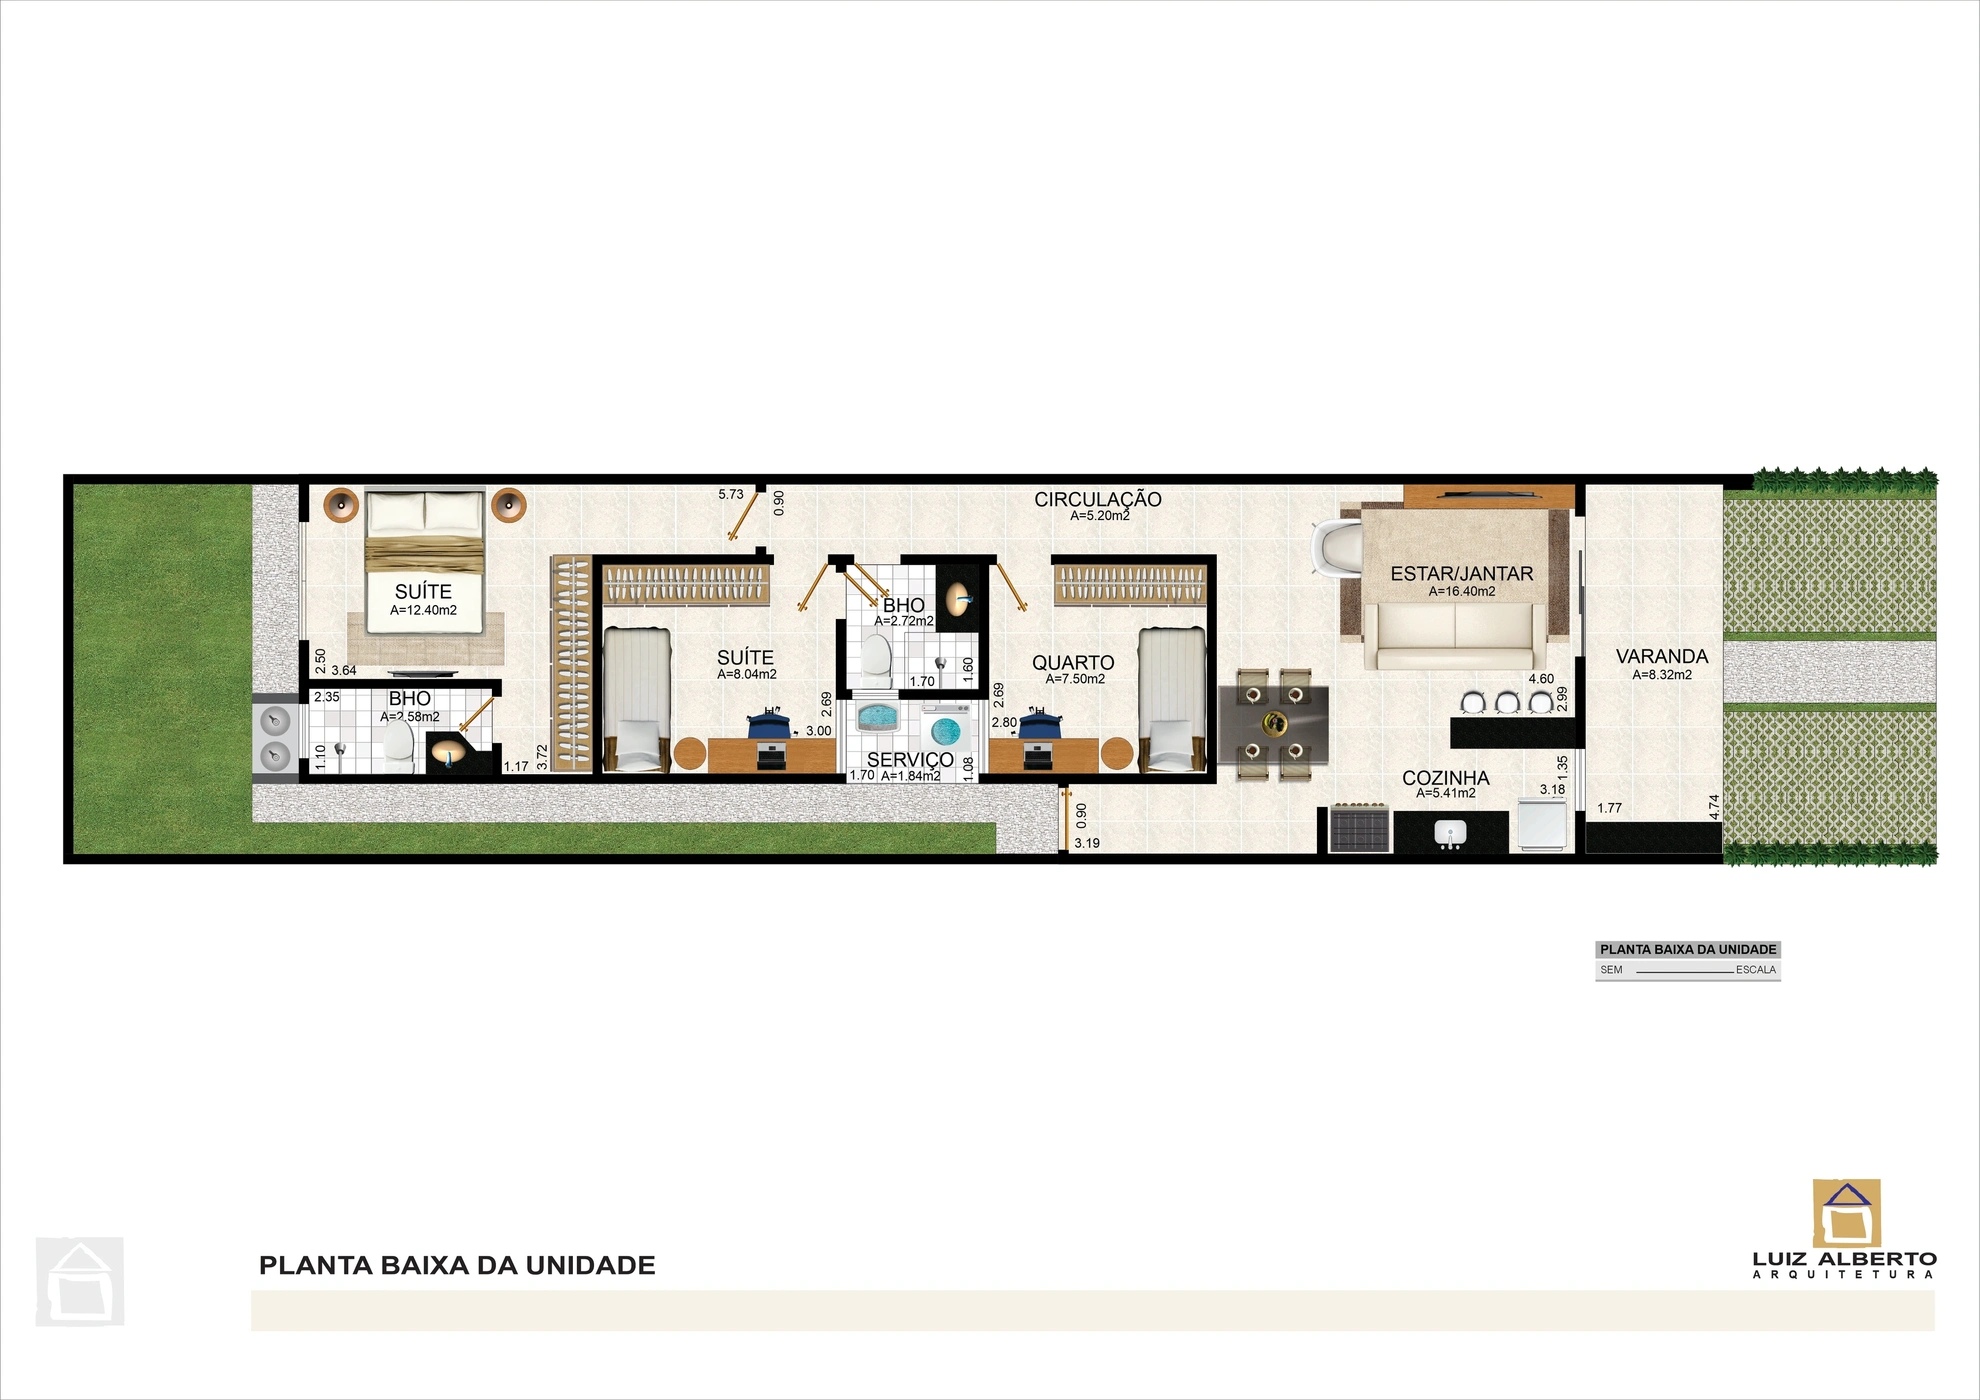 5.73
0.90
CIRCULAÇÃO
A=5.20m2
SUÍTE
A=12.40m2
2.50
3.64
2.35
BHO
A=2.58m2
1.10
1.17
3.72
SUÍTE
A=8.04m2
2.69
3.00
BHO
A=2.72m2
1.70
1.60
SERVIÇO
1.70
A=1.84m2
1.08
QUARTO
A=7.50m2
2.69
2.80
ESTAR/JANTAR
A=16.40m2
4.60
2.99
COZINHA
A=5.41m2
1.35
3.18
0.90
3.19
VARANDA
A=8.32m2
1.77
4.74
PLANTA BAIXA DA UNIDADE
SEM ESCALA
PLANTA BAIXA DA UNIDADE
LUIZ ALBERTO
ARQUITETURA